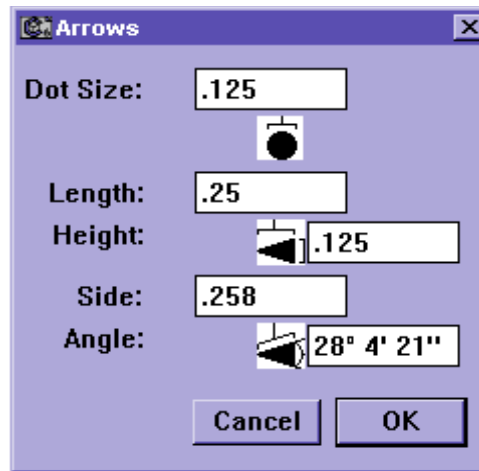 Arrows
Dot Size: .125
Length: .25
Height: .125
Side: .258
Angle: 28° 4' 21"
Cancel OK